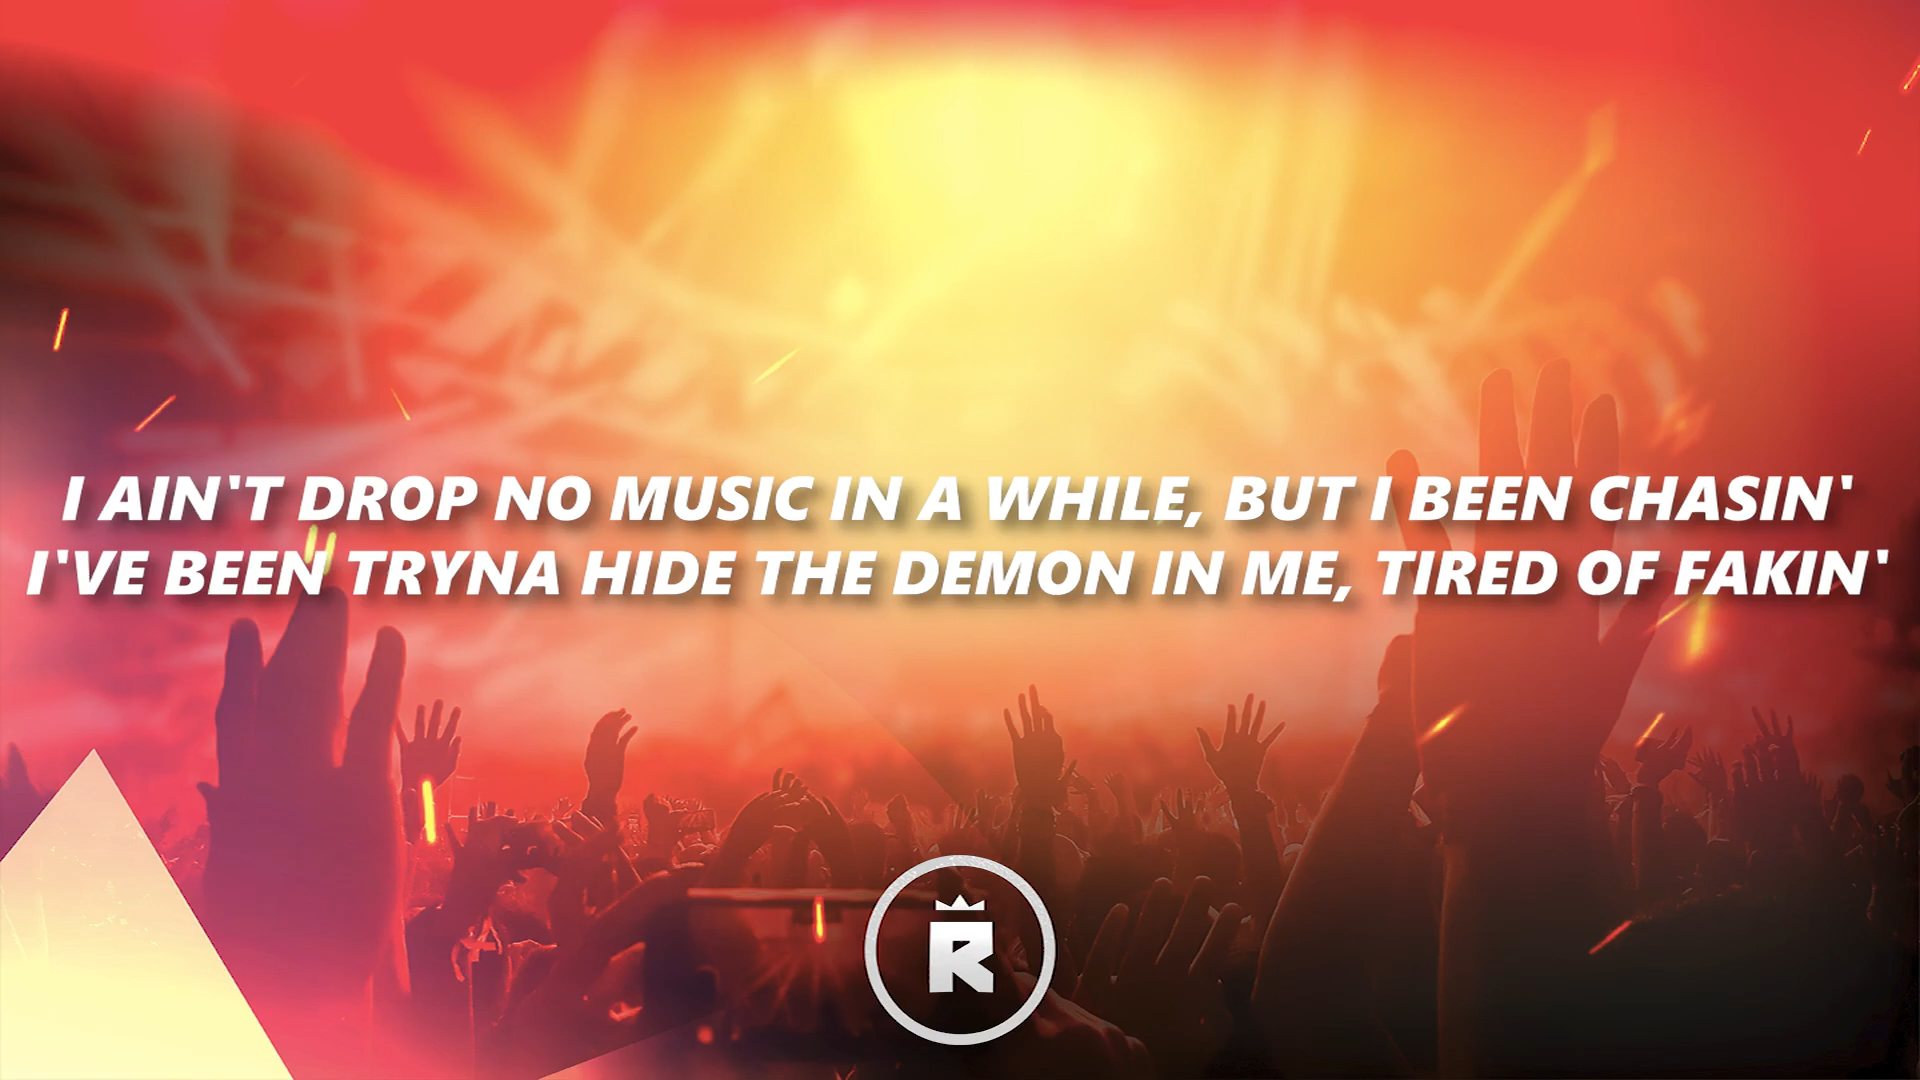 I AIN'T DROP NO MUSIC IN A WHILE, BUT I BEEN CHASIN'
I'VE BEEN TRYNA HIDE THE DEMON IN ME, TIRED OF FAKIN'
R